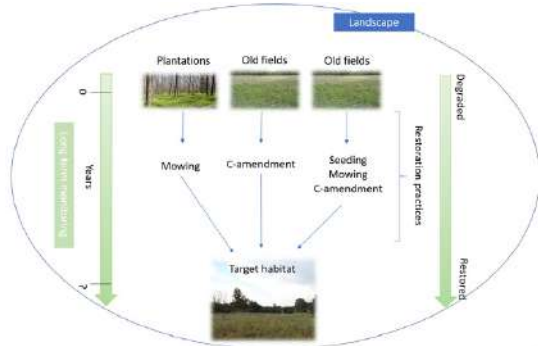 Landscape
Plantations
Old fields
Old fields
0
Years
?
Long term monitoring
Mowing
C-amendment
Seeding
Mowing
C-amendment
Restoration practices
Degraded
Restored
Target habitat